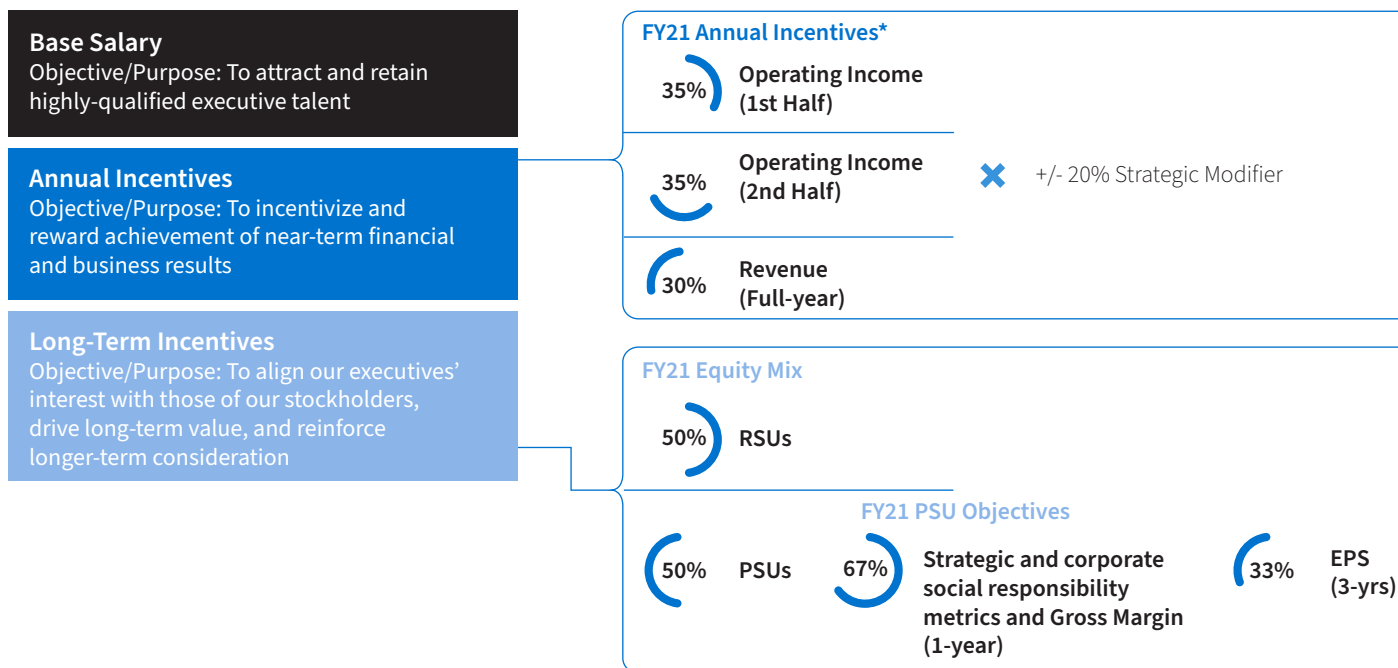 Base Salary
Objective/Purpose: To attract and retain
highly-qualified executive talent
Annual Incentives
Objective/Purpose: To incentivize and
reward achievement of near-term financial
and business results
Long-Term Incentives
Objective/Purpose: To align our executives’
interest with those of our stockholders,
drive long-term value, and reinforce
longer-term consideration
FY21 Annual Incentives*
35%
Operating Income
(1st Half)
35%
Operating Income
(2nd Half)
+/- 20% Strategic Modifier
30%
Revenue
(Full-year)
FY21 Equity Mix
50%
RSUs
50%
PSUs
FY21 PSU Objectives
67%
Strategic and corporate
social responsibility
metrics and Gross Margin
(1-year)
33%
EPS
(3-yrs)